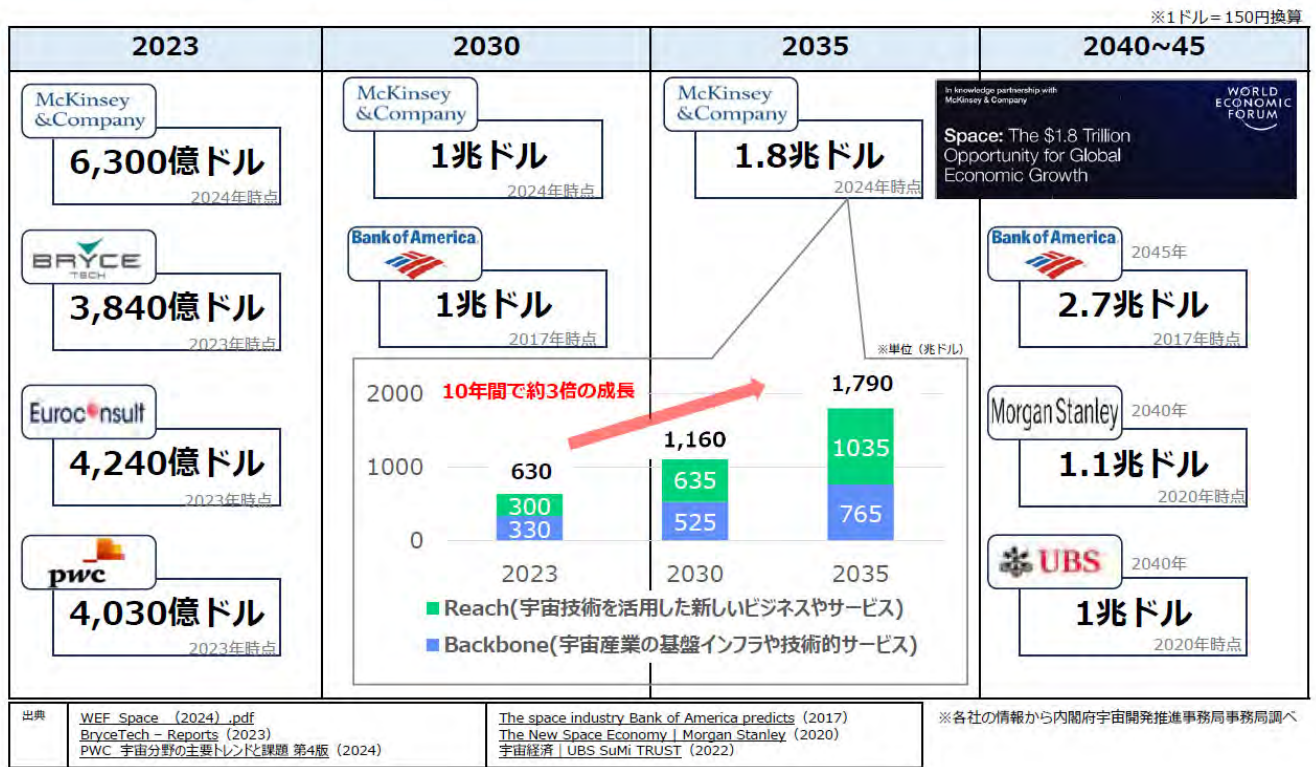 ※1ドル＝150円換算
2023
2030
2035
2040~45
McKinsey
&Company
6,300億ドル
2024年時点
BRYCE
TECH
3,840億ドル
2023年時点
Euroconsult
4,240億ドル
2023年時点
pwc
4,030億ドル
2023年時点
McKinsey
&Company
1兆ドル
2024年時点
Bank of America
1兆ドル
2017年時点
McKinsey
&Company
1.8兆ドル
2024年時点
In knowledge partnership with
McKinsey & Company
WORLD
ECONOMIC
FORUM
Space: The $1.8 Trillion
Opportunity for Global
Economic Growth
Bank of America
2045年
2.7兆ドル
2017年時点
Morgan Stanley
2040年
1.1兆ドル
2020年時点
UBS
2040年
1兆ドル
2020年時点
※単位（兆ドル）
10年間で約3倍の成長
2000
1000
0
630
300
330
1,160
635
525
1,790
1035
765
2023
2030
2035
Reach(宇宙技術を活用した新しいビジネスやサービス)
Backbone(宇宙産業の基盤インフラや技術的サービス)
出典
WEF Space （2024）.pdf
BryceTech – Reports（2023）
PWC 宇宙分野の主要トレンドと課題 第4版（2024）
The space industry Bank of America predicts（2017）
The New Space Economy | Morgan Stanley（2020）
宇宙経済 | UBS SuMi TRUST（2022）
※各社の情報から内閣府宇宙開発推進事務局事務局調べ